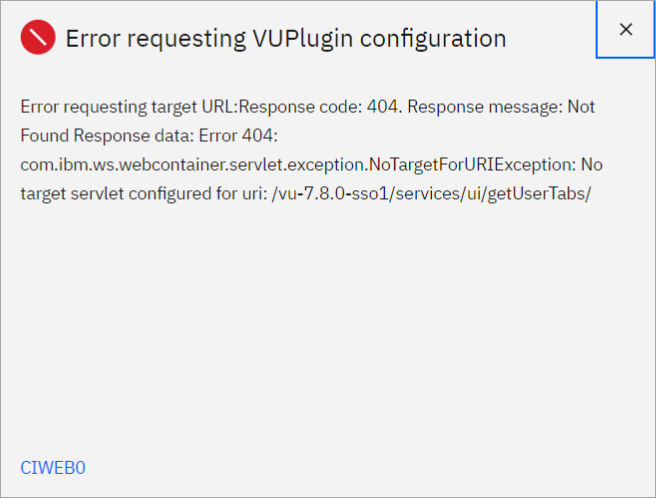 Error requesting VUPlugin configuration
Error requesting target URL:Response code: 404. Response message: Not
Found Response data: Error 404:
com.ibm.ws.webcontainer.servlet.exception.NoTargetForURIException: No
target servlet configured for uri: /vu-7.8.0-sso1/services/ui/getUserTabs/
CIWEB0